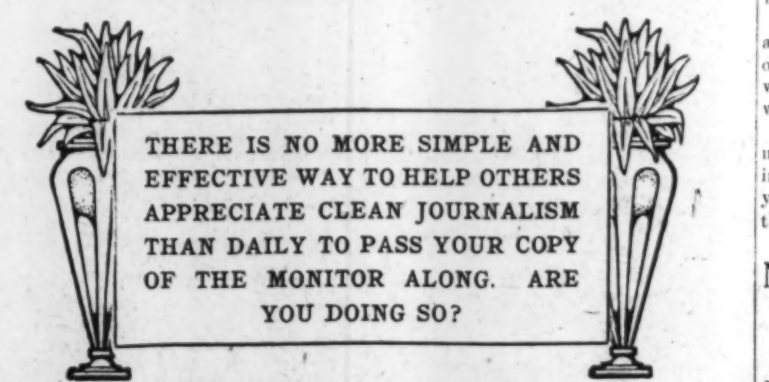 THERE IS NO MORE SIMPLE AND
EFFECTIVE WAY TO HELP OTHERS
APPRECIATE CLEAN JOURNALISM
THAN DAILY TO PASS YOUR COPY
OF THE MONITOR ALONG. ARE
YOU DOING SO?